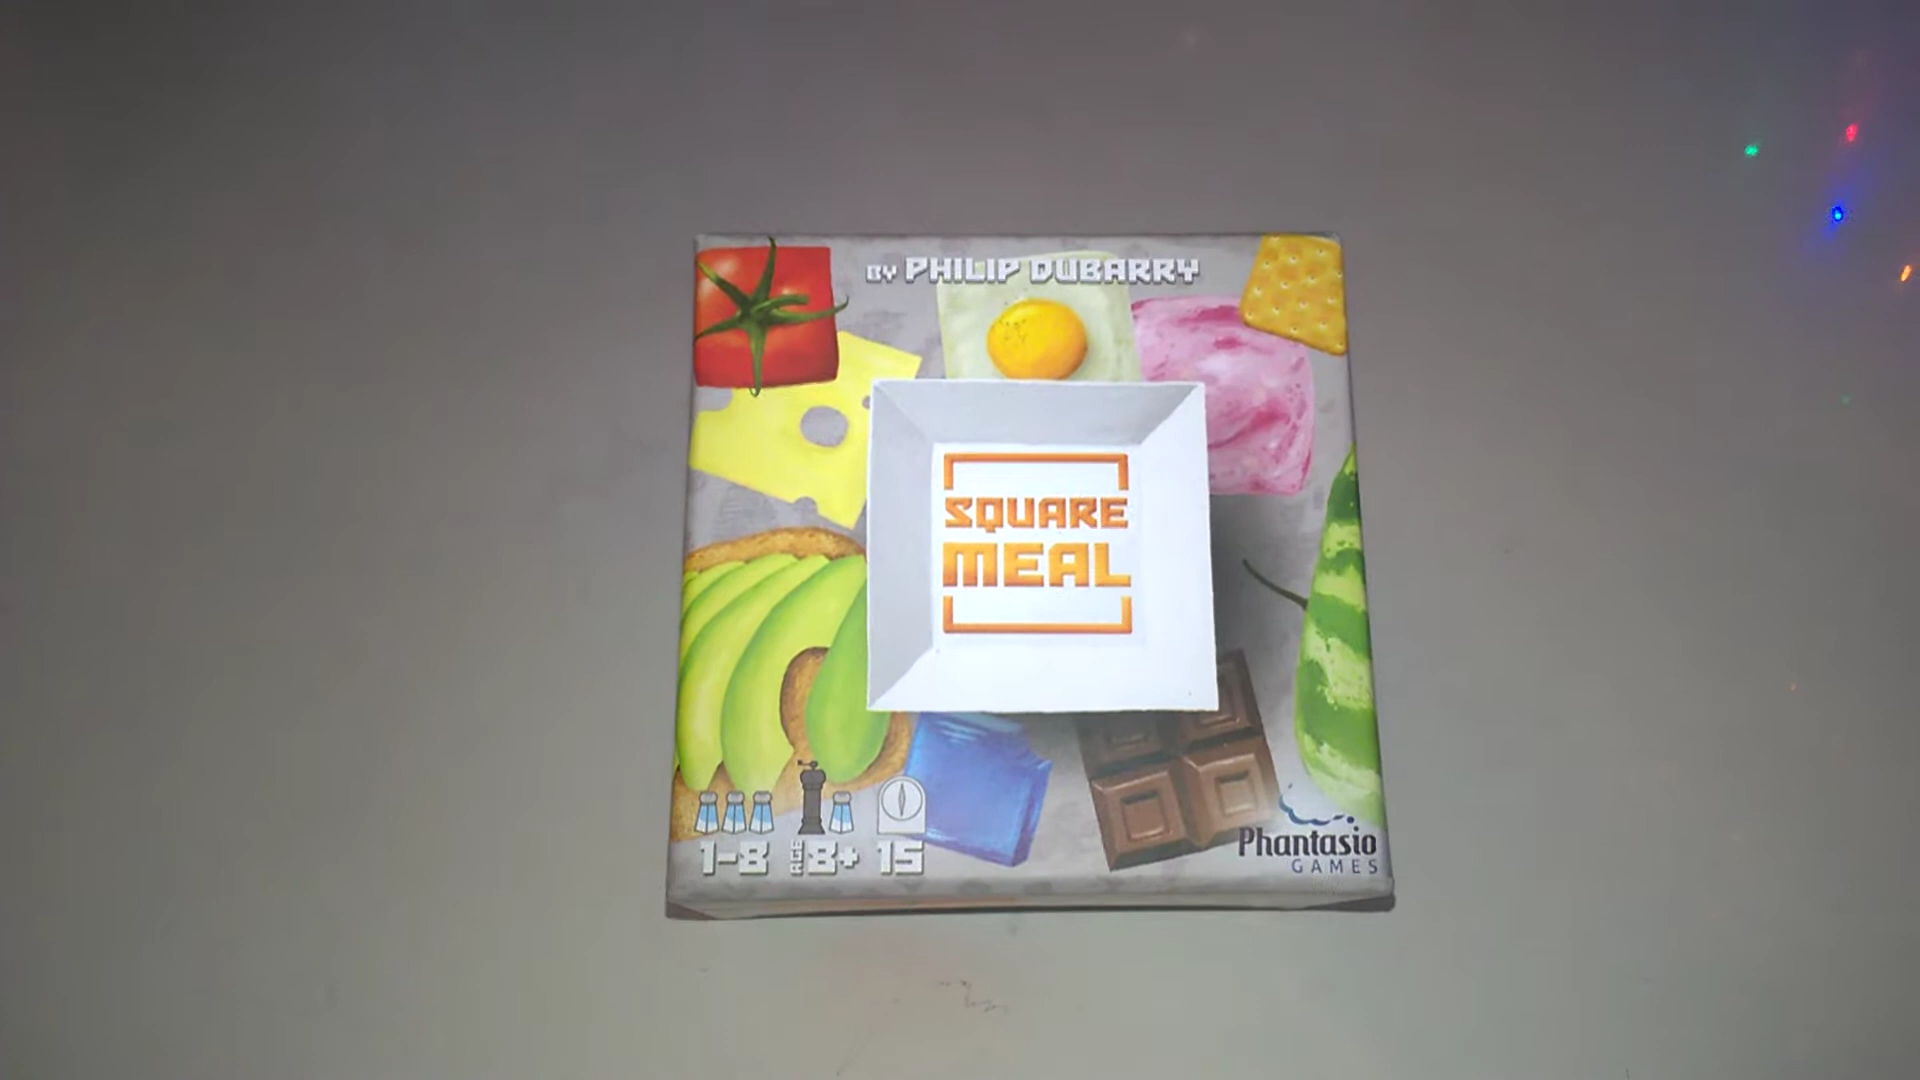 BY PHILIP DUBARRY
SQUARE
MEAL
1-8 AGE 8+ 15
Phantasio
GAMES